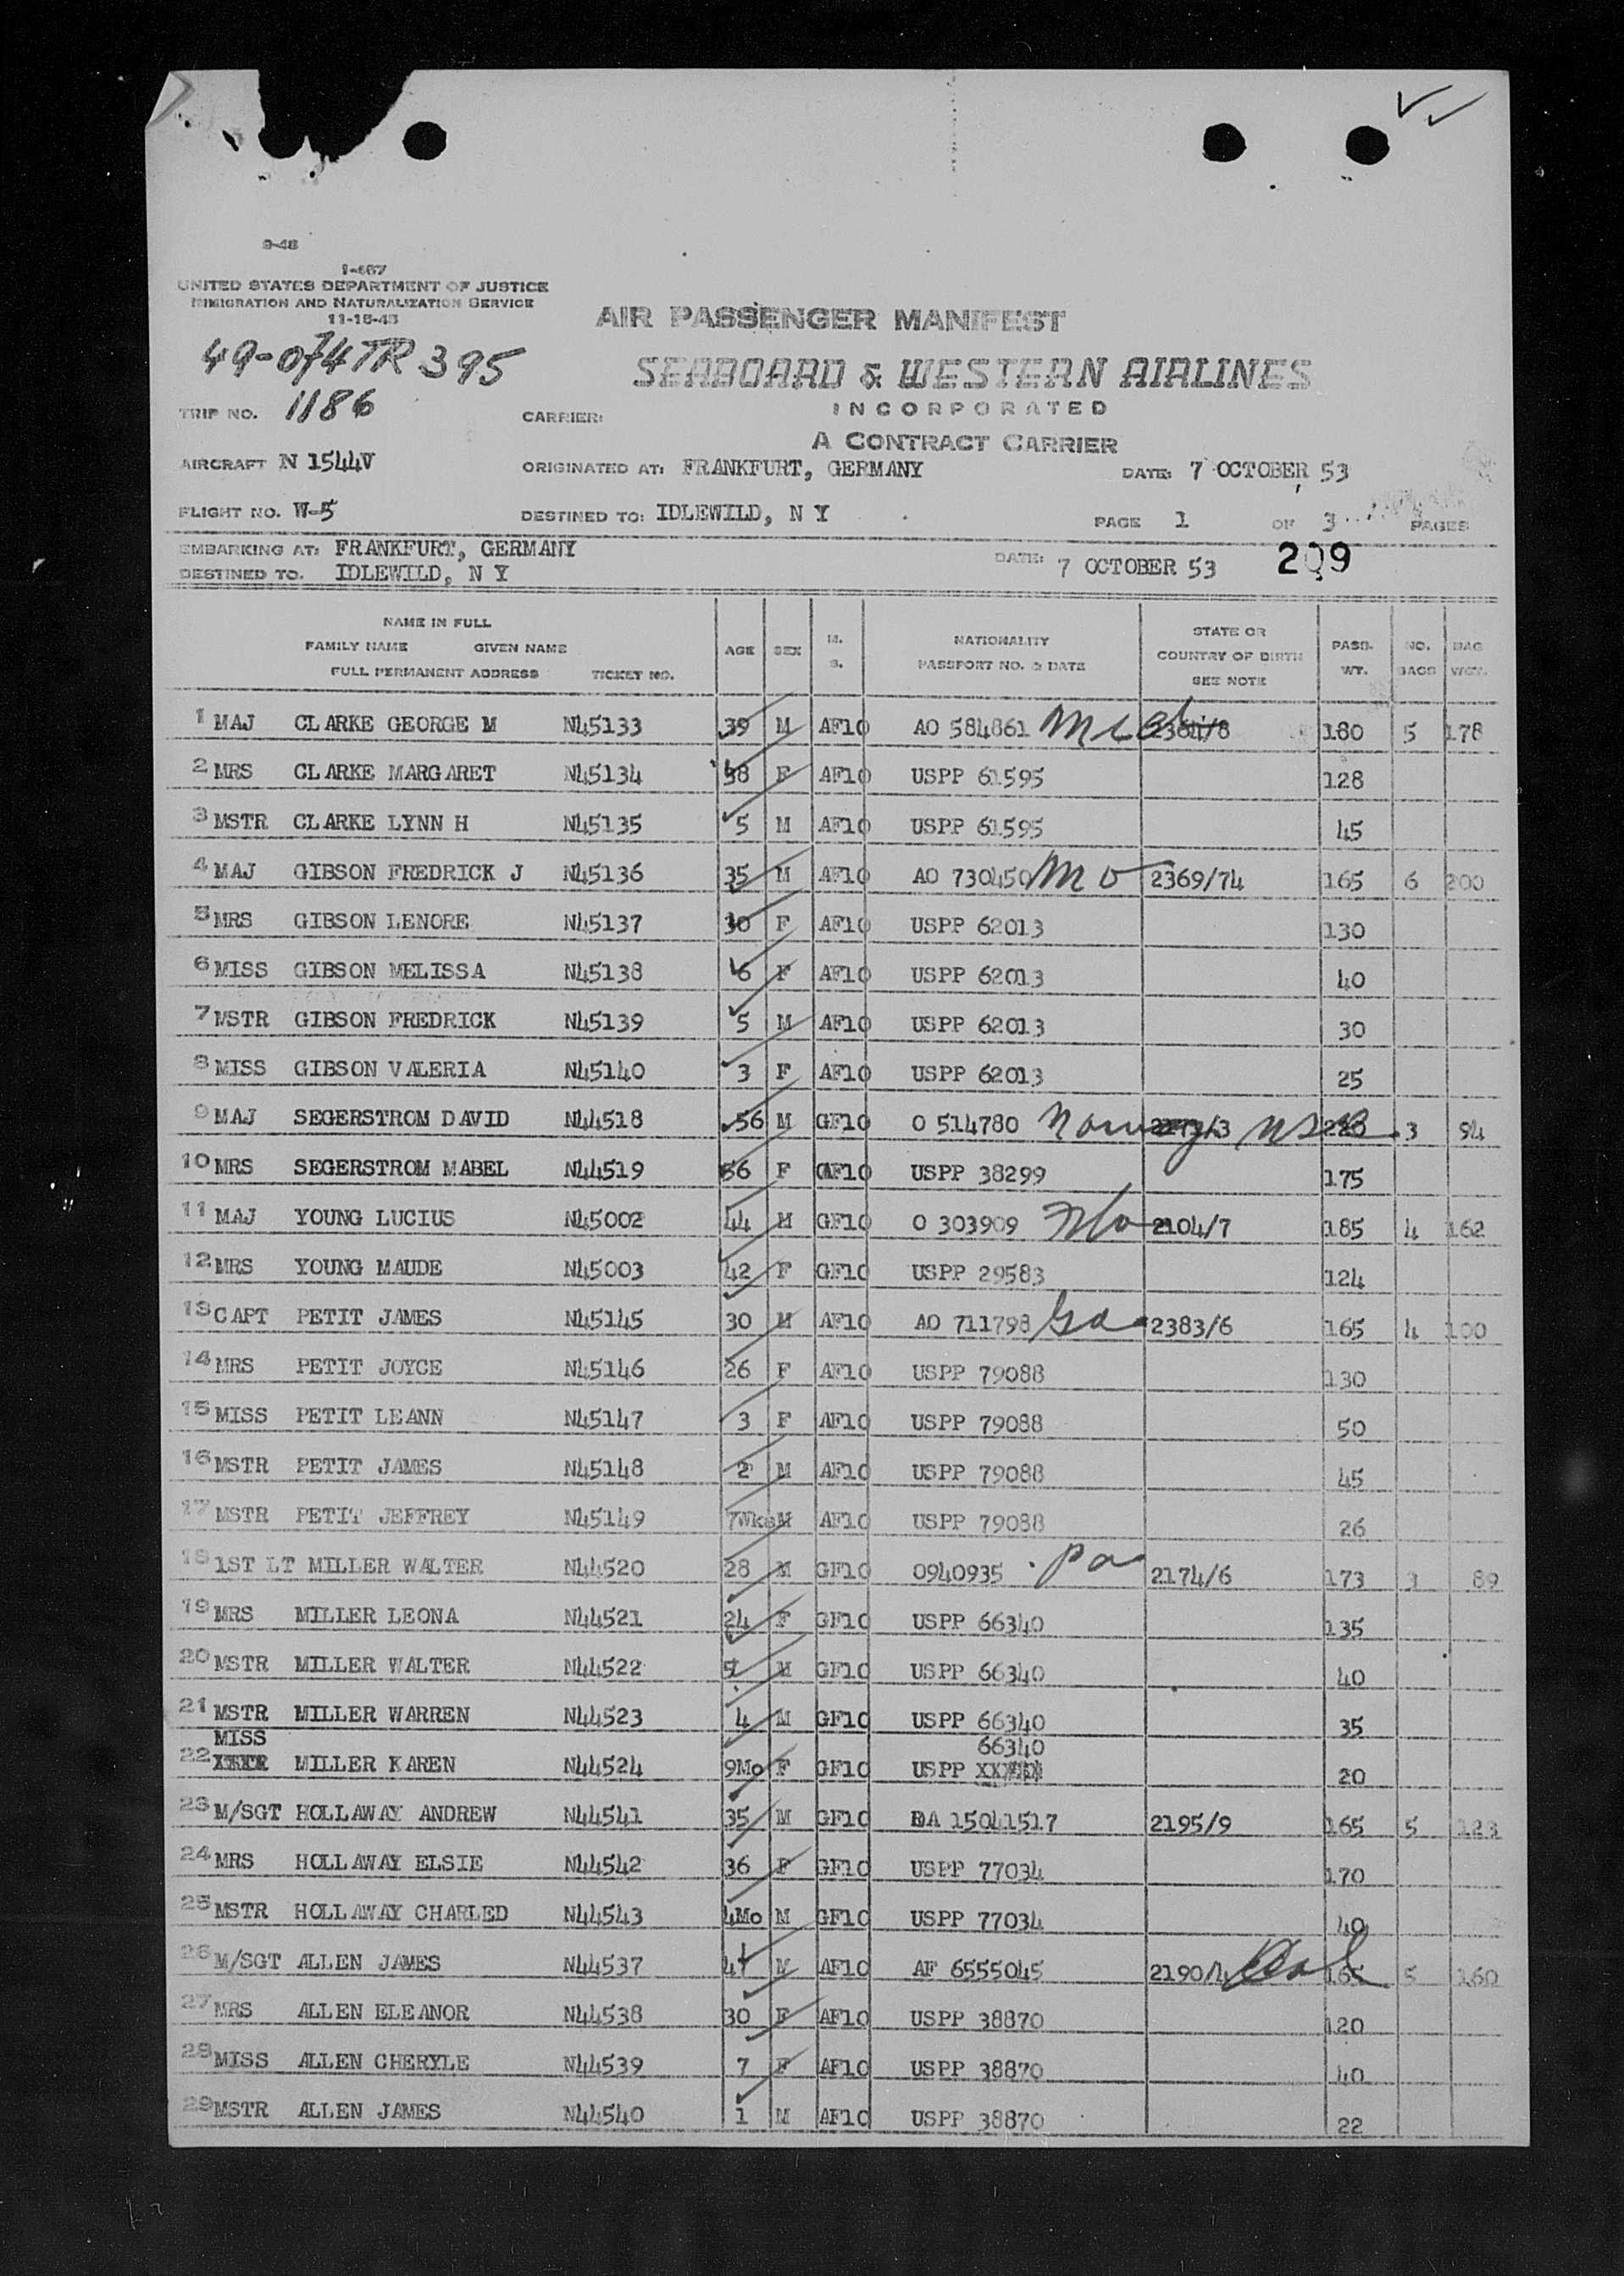 9-48
I-467
UNITED STATES DEPARTMENT OF JUSTICE
IMMIGRATION AND NATURALIZATION SERVICE
11-18-48
AIR PASSENGER MANIFEST
49-074TR 395
SEABOARD & WESTERN AIRLINES
INCORPORATED
TRIP NO. 1186 CARRIER:
A CONTRACT CARRIER
AIRCRAFT N 1544V ORIGINATED AT: FRANKFURT, GERMANY DATE: 7 OCTOBER 53
FLIGHT NO. W-5 DESTINED TO: IDLEWILD, N Y PAGE 1 OF 3 PAGES
EMBARKING AT: FRANKFURT, GERMANY DATE: 7 OCTOBER 53 209
DESTINED TO. IDLEWILD, N Y
NAME IN FULL FAMILY NAME GIVEN NAME FULL PERMANENT ADDRESS TICKET NO. AGE SEX M. S. NATIONALITY PASSPORT NO. & DATE STATE OR COUNTRY OF BIRTH SEE NOTE PASS. WT. NO. BAGS BAG WGT.
1 MAJ CLARKE GEORGE M N45133 39 M AF10 AO 584861 Mich 180 5 178
2 MRS CLARKE MARGARET N45134 38 F AF10 USPP 61595 128
3 MSTR CLARKE LYNN H N45135 5 M AF10 USPP 61595 45
4 MAJ GIBSON FREDRICK J N45136 35 M AF10 AO 730450 Mo 2369/74 165 6 200
5 MRS GIBSON LENORE N45137 30 F AF10 USPP 62013 130
6 MISS GIBSON MELISSA N45138 6 F AF10 USPP 62013 40
7 MSTR GIBSON FREDRICK N45139 5 M AF10 USPP 62013 30
8 MISS GIBSON VALERIA N45140 3 F AF10 USPP 62013 25
9 MAJ SEGERSTROM DAVID N44518 56 M GF10 O 514780 Norway 3 94
10 MRS SEGERSTROM MABEL N44519 56 F GF10 USPP 38299 175
11 MAJ YOUNG LUCIUS N45002 44 M GF10 O 303909 Flo 2104/7 185 4 162
12 MRS YOUNG MAUDE N45003 42 F GF10 USPP 29583 124
13 CAPT PETIT JAMES N45145 30 M AF10 AO 711798 Ga 2383/6 165 4 100
14 MRS PETIT JOYCE N45146 26 F AF10 USPP 79088 130
15 MISS PETIT LEANN N45147 3 F AF10 USPP 79088 50
16 MSTR PETIT JAMES N45148 2 M AF10 USPP 79088 45
17 MSTR PETIT JEFFREY N45149 7Wks M AF10 USPP 79088 26
18 1ST LT MILLER WALTER N44520 28 M GF10 0940935 Pa 2174/6 173 3 89
19 MRS MILLER LEONA N44521 24 F GF10 USPP 66340 135
20 MSTR MILLER WALTER N44522 5 M GF10 USPP 66340 40
21 MSTR MILLER WARREN N44523 4 M GF10 USPP 66340 35
MISS 66340
22 XXXX MILLER KAREN N44524 9Mo F GF10 USPP XXXXX 20
23 M/SGT HOLLAWAY ANDREW N44541 35 M GF10 DA 15041517 2195/9 165 5 123
24 MRS HOLLAWAY ELSIE N44542 36 F GF10 USPP 77034 170
25 MSTR HOLLAWAY CHARLED N44543 4Mo M GF10 USPP 77034 40
26 M/SGT ALLEN JAMES N44537 M AF10 AF 6555045 2190/4 165 5 160
27 MRS ALLEN ELEANOR N44538 30 F AF10 USPP 38870 120
28 MISS ALLEN CHERYLE N44539 7 F AF10 USPP 38870 40
29 MSTR ALLEN JAMES N44540 1 M AF10 USPP 38870 22